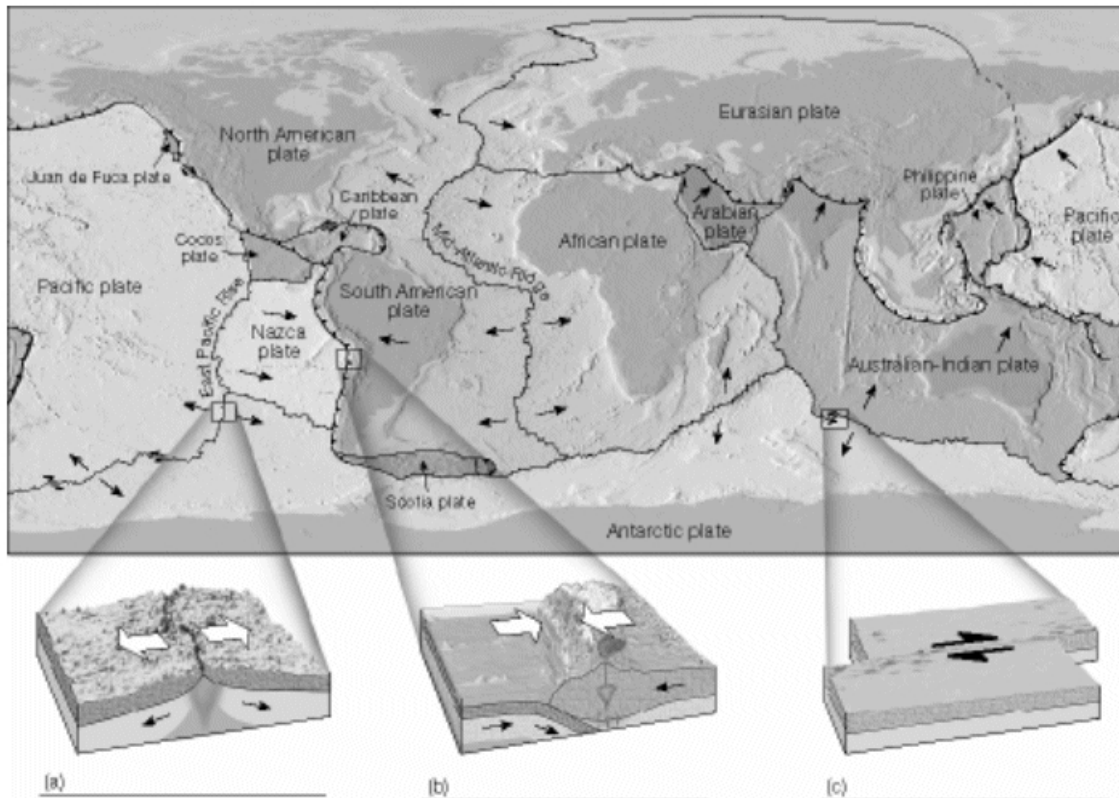 North American
plate
Eurasian plate
Juan de Fuca plate
Caribbean
plate
Philippine
plate
Arabian
plate
Pacific
plate
African plate
Cocos
plate
Mid-Atlantic Ridge
Pacific plate
South American
plate
East Pacific Rise
Nazca
plate
Australian-Indian plate
Scotia plate
Antarctic plate
(a)
(b)
(c)